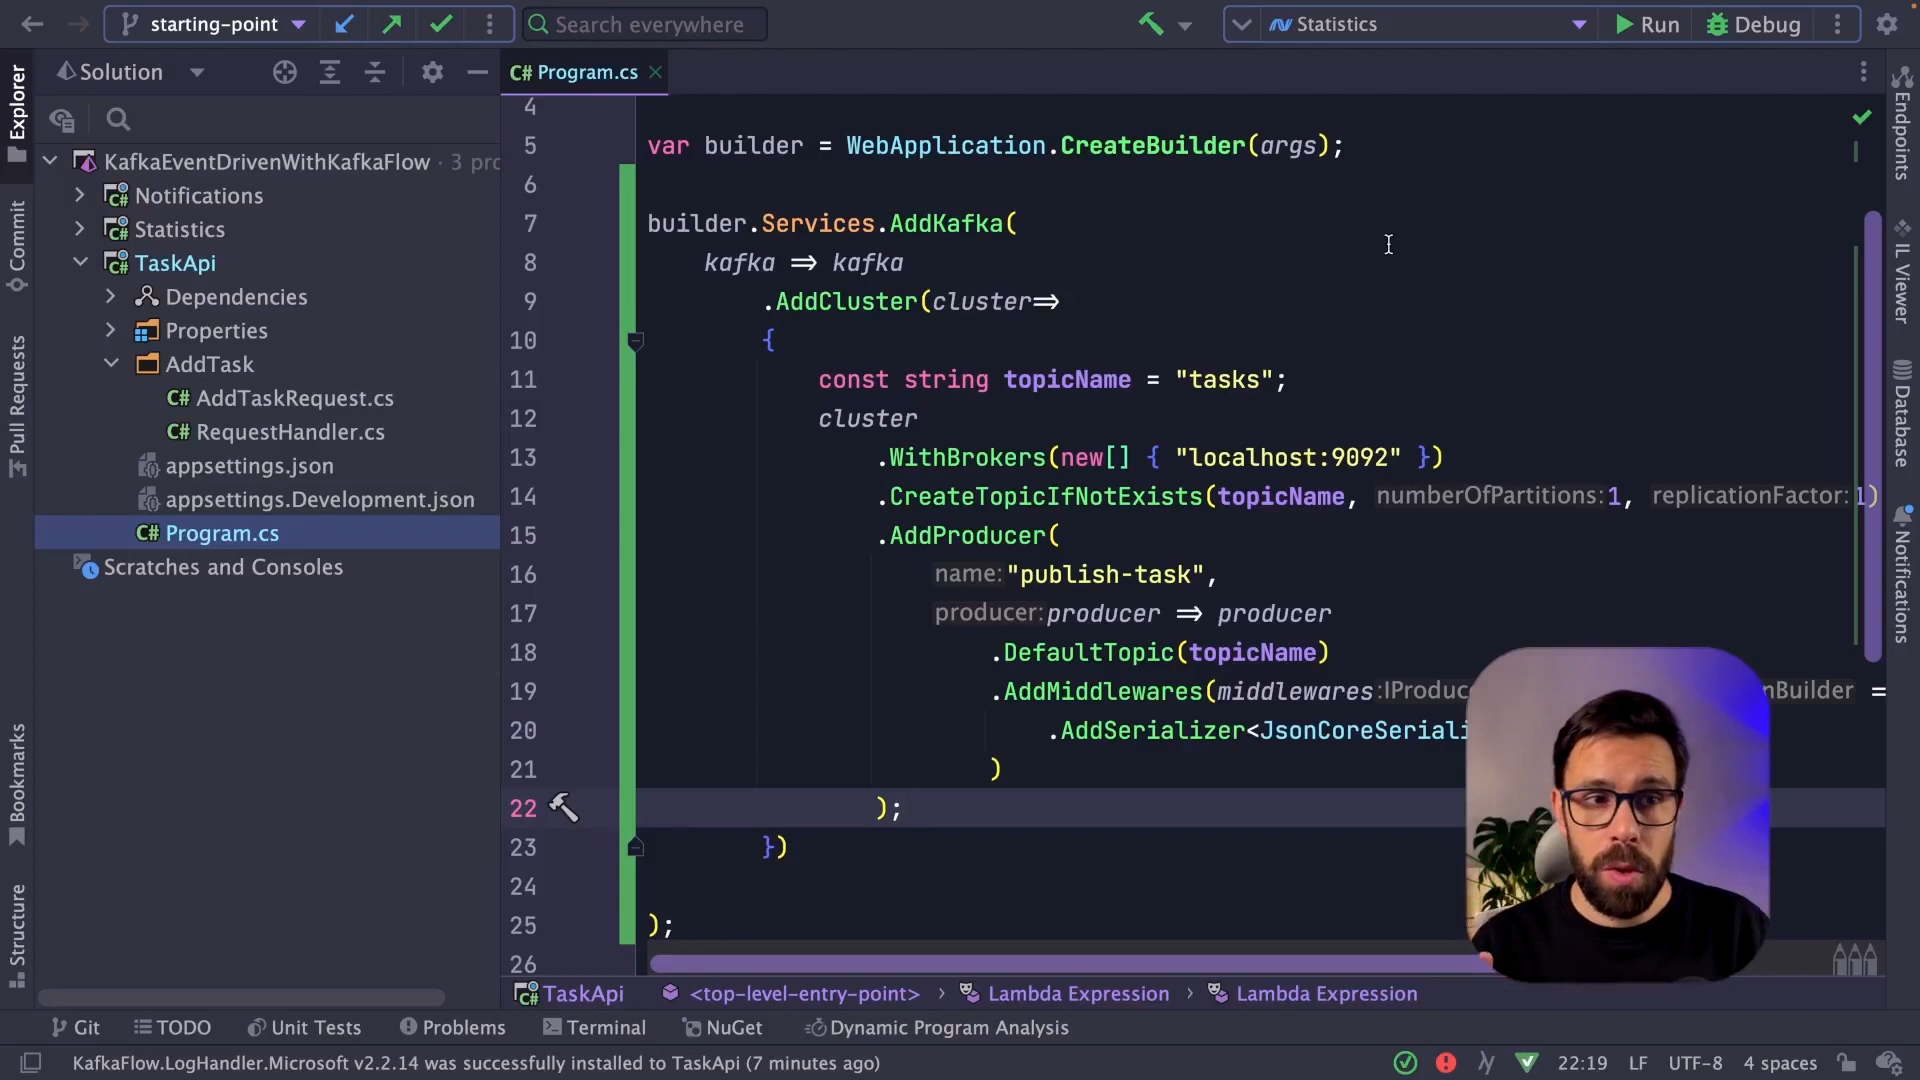 starting-point
Search everywhere
Statistics
Run
Debug
Explorer
Commit
Pull Requests
Bookmarks
Structure
Solution
KafkaEventDrivenWithKafkaFlow · 3 pro
Notifications
Statistics
TaskApi
Dependencies
Properties
AddTask
C# AddTaskRequest.cs
C# RequestHandler.cs
appsettings.json
appsettings.Development.json
C# Program.cs
Scratches and Consoles
C# Program.cs
4
5 var builder = WebApplication.CreateBuilder(args);
6
7 builder.Services.AddKafka(
8 kafka => kafka
9 .AddCluster(cluster=>
10 {
11 const string topicName = "tasks";
12 cluster
13 .WithBrokers(new[] { "localhost:9092" })
14 .CreateTopicIfNotExists(topicName, numberOfPartitions:1, replicationFactor:1)
15 .AddProducer(
16 name:"publish-task",
17 producer:producer => producer
18 .DefaultTopic(topicName)
19 .AddMiddlewares(middlewares:IProduc nBuilder =
20 .AddSerializer<JsonCoreSeriali
21 )
22 );
23 })
24
25 );
26
Endpoints
IL Viewer
Database
Notifications
TaskApi <top-level-entry-point> › Lambda Expression › Lambda Expression
Git TODO Unit Tests Problems Terminal NuGet Dynamic Program Analysis
KafkaFlow.LogHandler.Microsoft v2.2.14 was successfully installed to TaskApi (7 minutes ago)
22:19 LF UTF-8 4 spaces